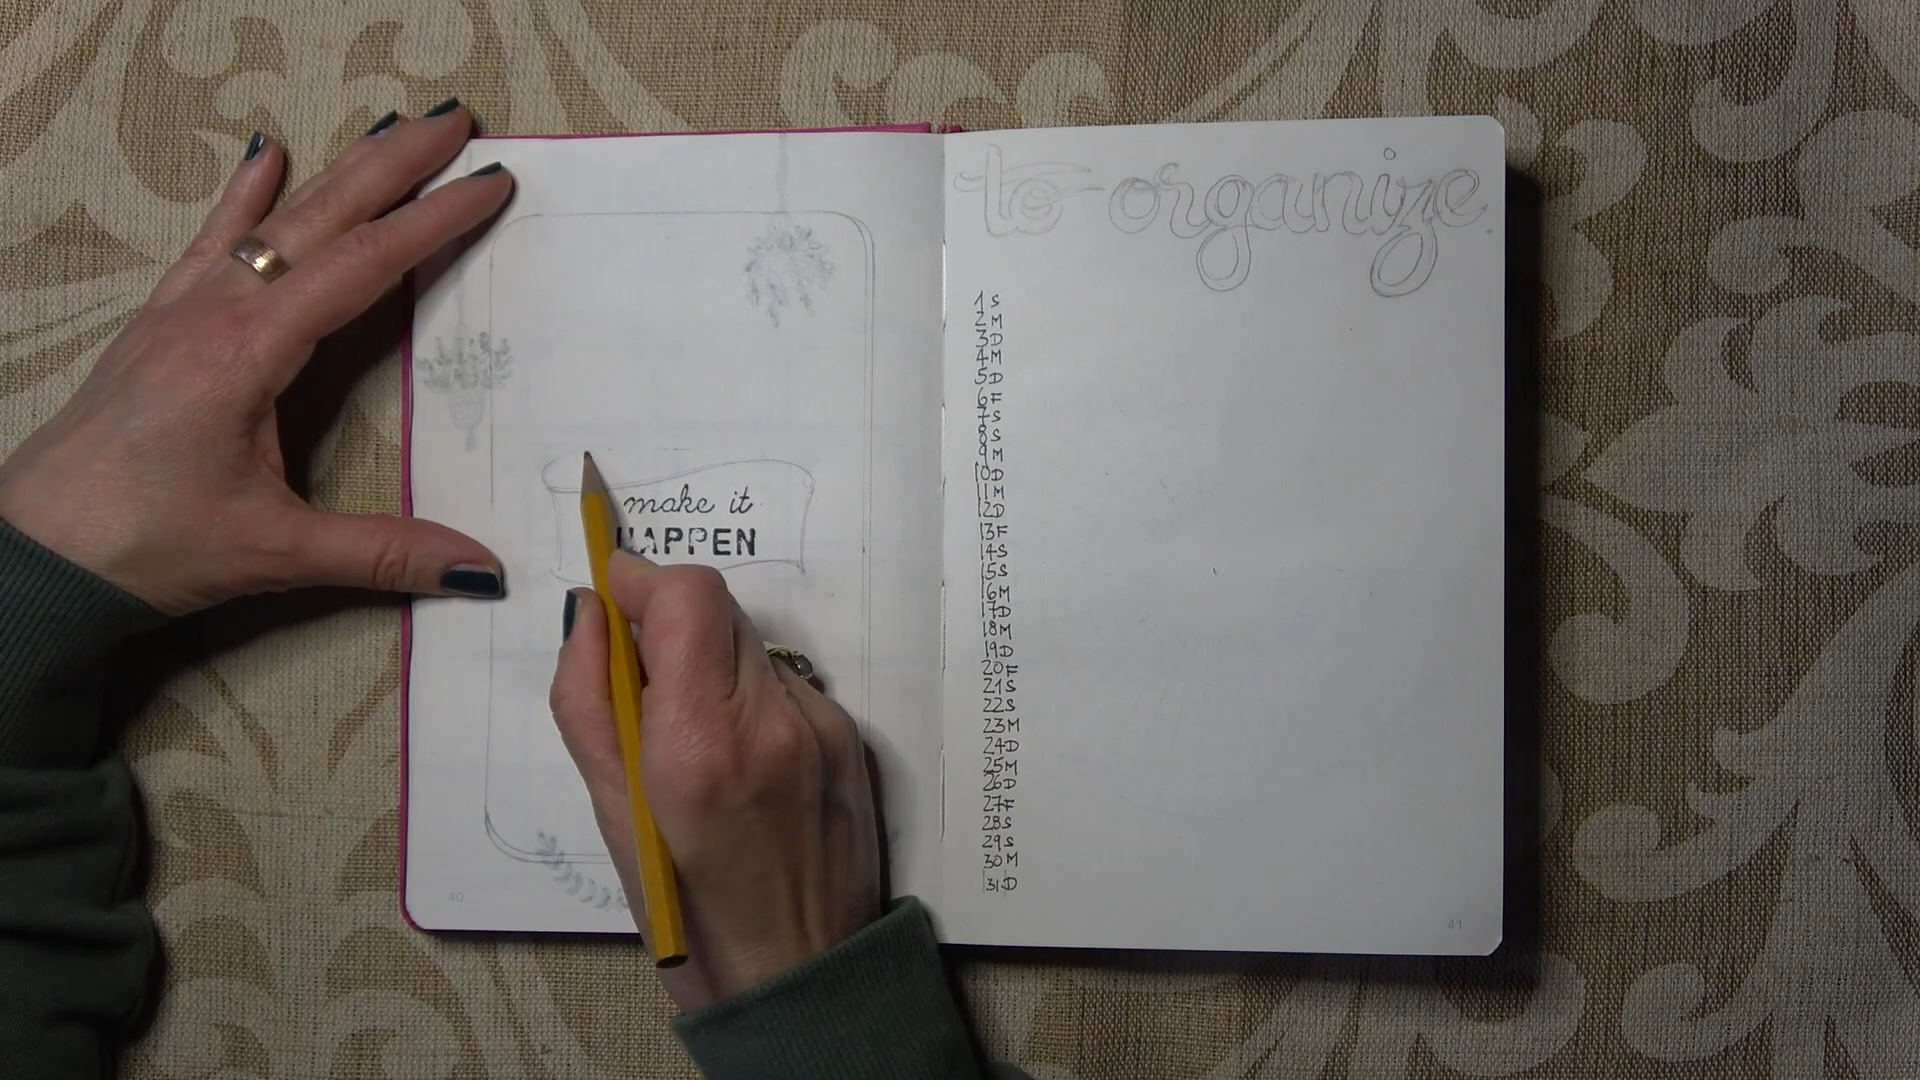 make it
HAPPEN
40
to organize
1 S
2 M
3 D
4 M
5 D
6 F
7 S
8 S
9 M
10 D
11 M
12 D
13 F
14 S
15 S
16 M
17 D
18 M
19 D
20 F
21 S
22 S
23 M
24 D
25 M
26 D
27 F
28 S
29 S
30 M
31 D
41